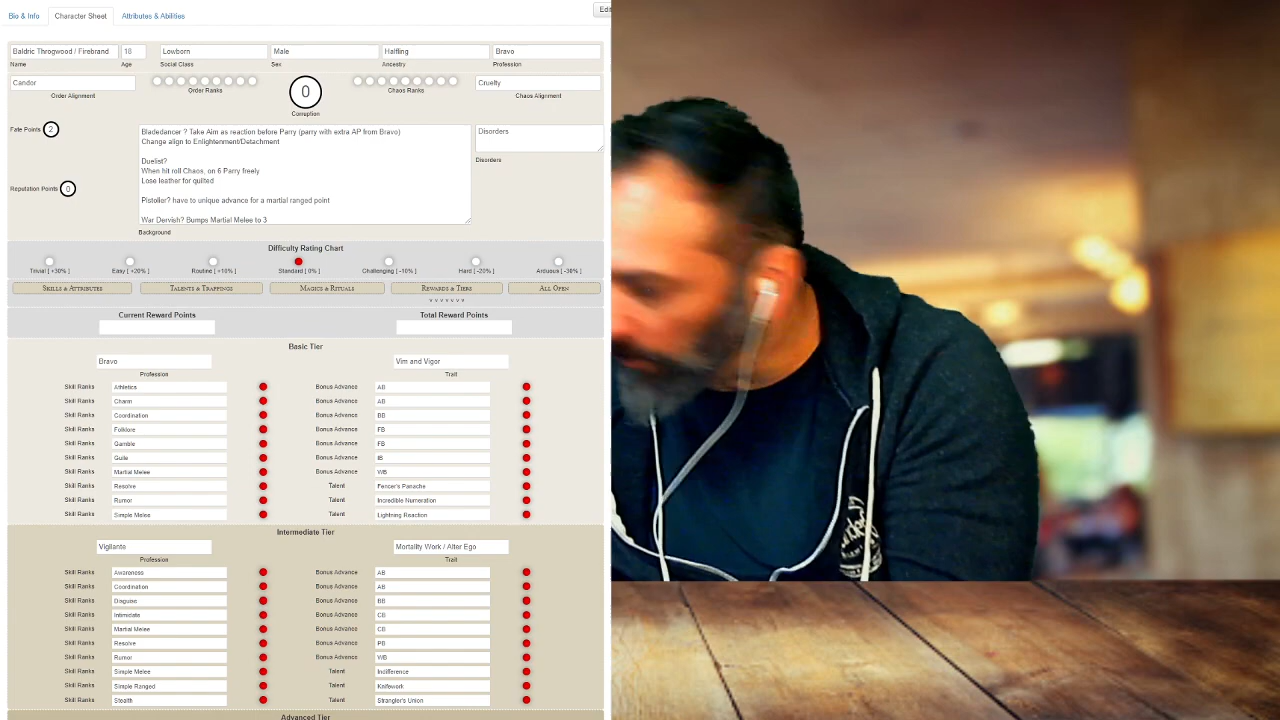 Bio & Info
Character Sheet
Attributes & Abilities
Baldric Throgwood / Firebrand
18
Lowborn
Male
Halfling
Bravo
Name
Age
Social Class
Sex
Ancestry
Profession
Candor
Cruelty
Order Alignment
Order Ranks
0
Chaos Ranks
Chaos Alignment
Corruption
Fate Points
2
Bladedancer ? Take Aim as reaction before Parry (parry with extra AP from Bravo)
Change align to Enlightenment/Detachment
Duelist?
When hit roll Chaos, on 6 Parry freely
Lose leather for quilted
Pistolier? have to unique advance for a martial ranged point
War Dervish? Bumps Martial Melee to 3
Disorders
Disorders
Reputation Points
0
Background
Difficulty Rating Chart
Trivial [ +30% ]
Easy [ +20% ]
Routine [ +10% ]
Standard [ 0% ]
Challenging [ -10% ]
Hard [ -20% ]
Arduous [ -30% ]
Skills & Attributes
Talents & Trappings
Magics & Rituals
Rewards & Tiers
All Open
v v v v v v v
Current Reward Points
Total Reward Points
Basic Tier
Bravo
Vim and Vigor
Profession
Trait
Skill Ranks Athletics Bonus Advance AB
Skill Ranks Charm Bonus Advance AB
Skill Ranks Coordination Bonus Advance BB
Skill Ranks Folklore Bonus Advance FB
Skill Ranks Gamble Bonus Advance FB
Skill Ranks Guile Bonus Advance IB
Skill Ranks Martial Melee Bonus Advance WB
Skill Ranks Resolve Talent Fencer's Panache
Skill Ranks Rumor Talent Incredible Numeration
Skill Ranks Simple Melee Talent Lightning Reaction
Intermediate Tier
Vigilante
Mortality Work / Alter Ego
Profession
Trait
Skill Ranks Awareness Bonus Advance AB
Skill Ranks Coordination Bonus Advance AB
Skill Ranks Disguise Bonus Advance BB
Skill Ranks Intimidate Bonus Advance CB
Skill Ranks Martial Melee Bonus Advance CB
Skill Ranks Resolve Bonus Advance PB
Skill Ranks Rumor Bonus Advance WB
Skill Ranks Simple Melee Talent Indifference
Skill Ranks Simple Ranged Talent Knifework
Skill Ranks Stealth Talent Strangler's Union
Advanced Tier